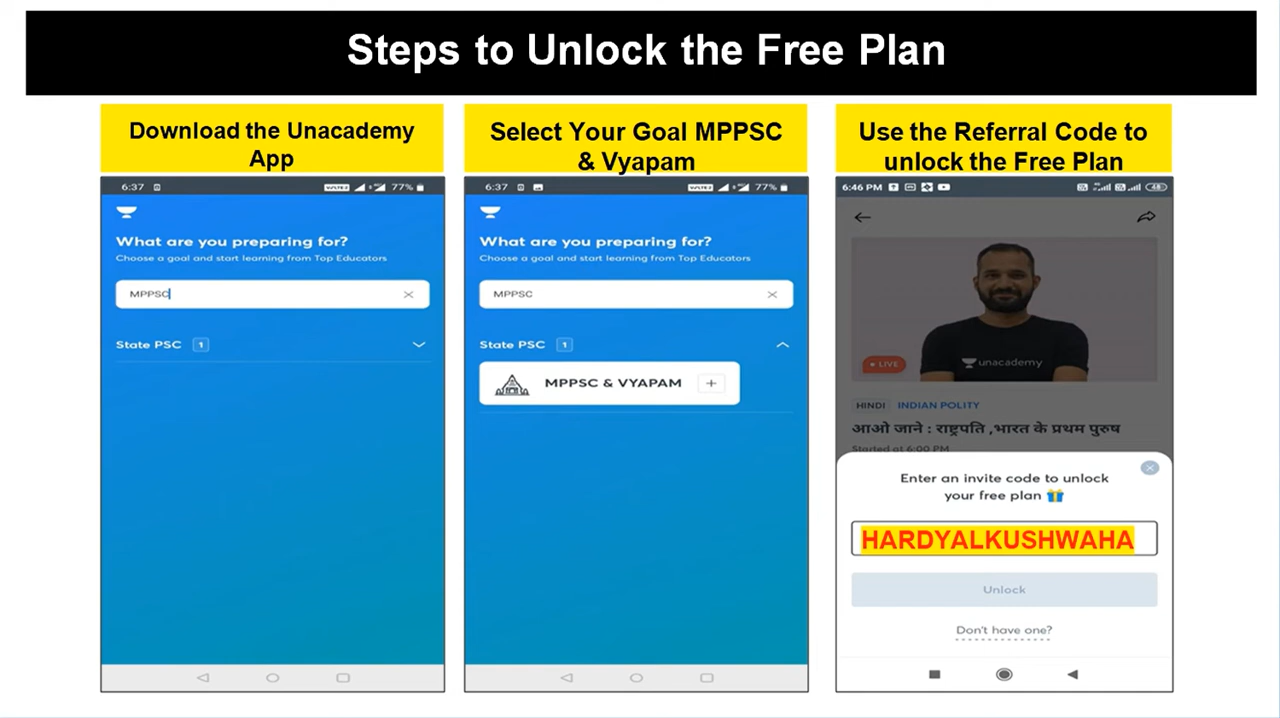 Steps to Unlock the Free Plan
Download the Unacademy
App
6:37
VoLTE2
77%
What are you preparing for?
Choose a goal and start learning from Top Educators
MPPSC
State PSC 1
Select Your Goal MPPSC
& Vyapam
6:37
VoLTE2
77%
What are you preparing for?
Choose a goal and start learning from Top Educators
MPPSC
State PSC 1
MPPSC & VYAPAM
Use the Referral Code to
unlock the Free Plan
6:46 PM
48
unacademy
LIVE
HINDI INDIAN POLITY
आओ जाने : राष्ट्रपति ,भारत के प्रथम पुरुष
Started at 6:00 PM
Enter an invite code to unlock
your free plan
HARDYALKUSHWAHA
Unlock
Don't have one?